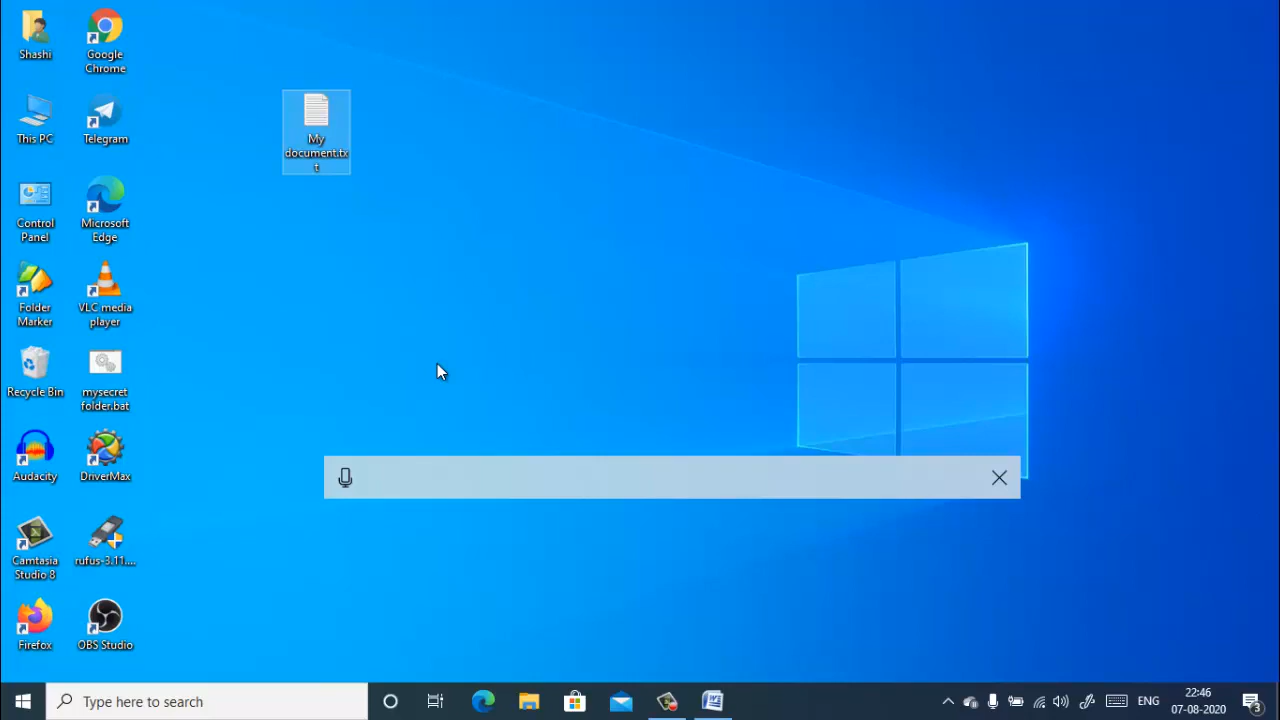 Shashi
Google
Chrome
This PC
Telegram
My
document.tx
t
Control
Panel
Microsoft
Edge
Folder
Marker
VLC media
player
Recycle Bin
mysecret
folder.bat
Audacity
DriverMax
Camtasia
Studio 8
rufus-3.11....
Firefox
OBS Studio
Type here to search
ENG
22:46
07-08-2020
3